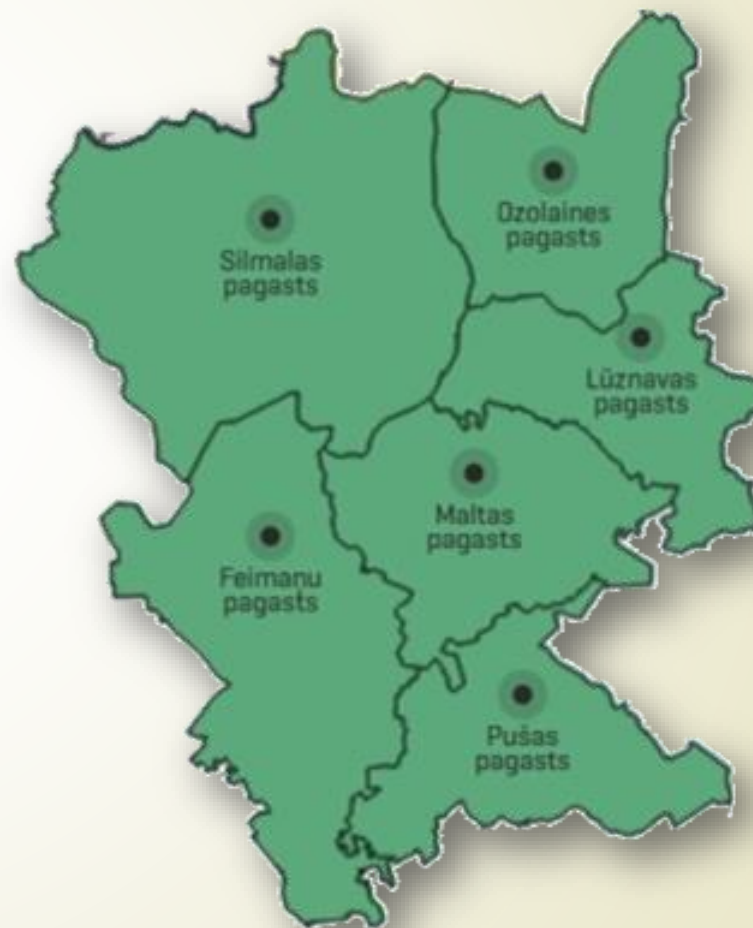 Ozolaines
pagasts
Silmalas
pagasts
Lūznavas
pagasts
Maltas
pagasts
Feimaņu
pagasts
Pušas
pagasts